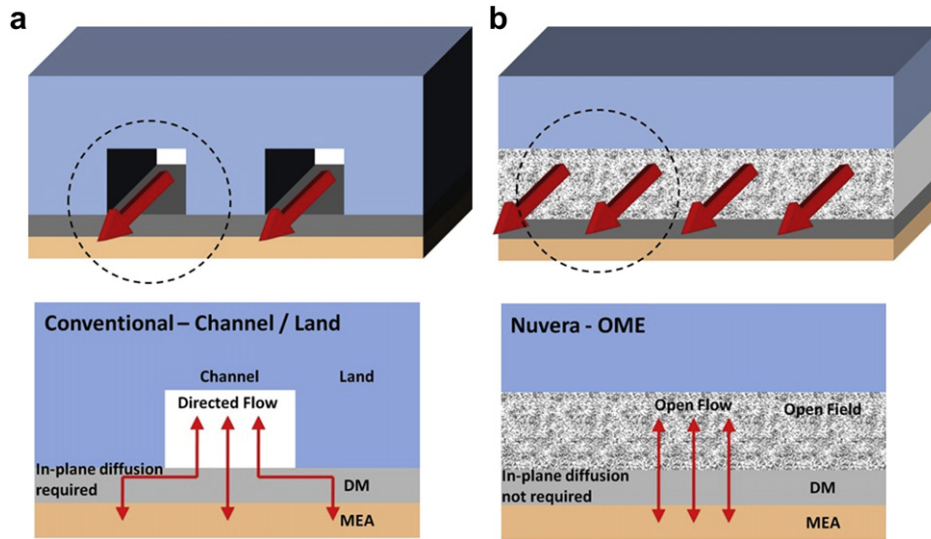 a
b
Conventional – Channel / Land
Channel
Land
Directed Flow
In-plane diffusion
required
DM
MEA
Nuvera - OME
Open Flow
Open Field
In-plane diffusion
not required
DM
MEA